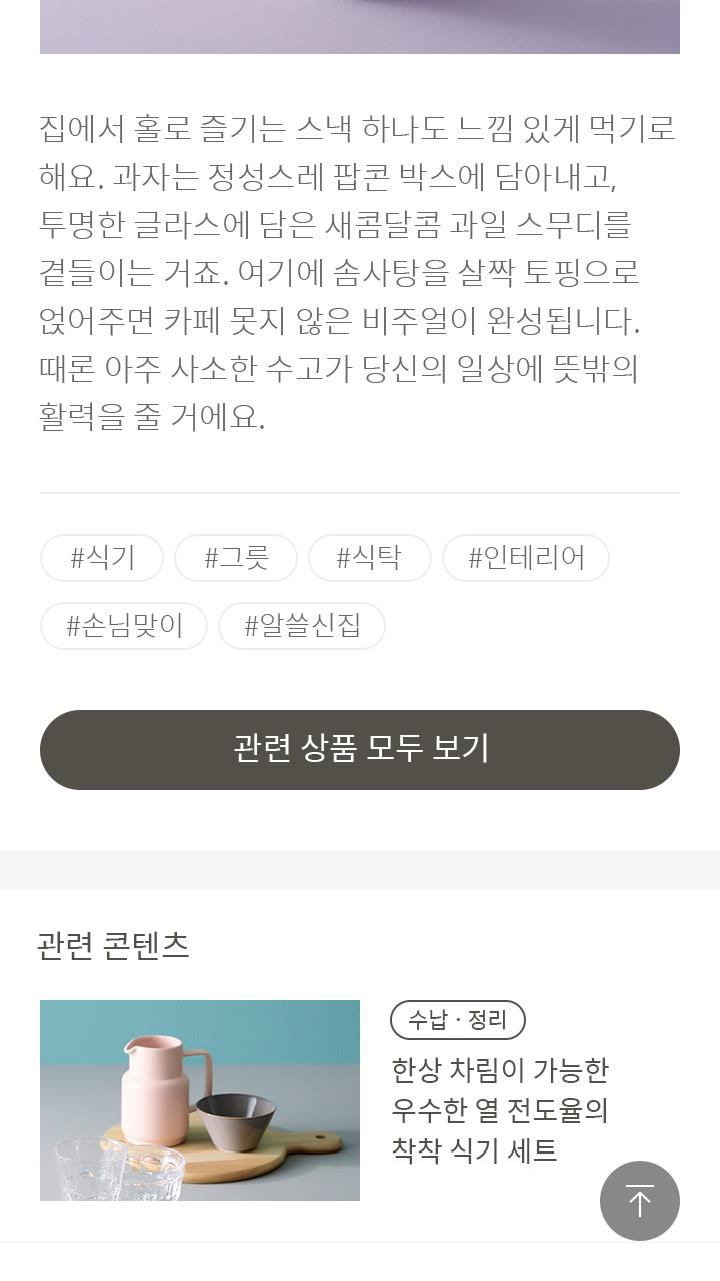 집에서 홀로 즐기는 스낵 하나도 느낌 있게 먹기로
해요. 과자는 정성스레 팝콘 박스에 담아내고,
투명한 글라스에 담은 새콤달콤 과일 스무디를
곁들이는 거죠. 여기에 솜사탕을 살짝 토핑으로
얹어주면 카페 못지 않은 비주얼이 완성됩니다.
때론 아주 사소한 수고가 당신의 일상에 뜻밖의
활력을 줄 거에요.
#식기 #그릇 #식탁 #인테리어
#손님맞이 #알쓸신집
관련 상품 모두 보기
관련 콘텐츠
수납 · 정리
한상 차림이 가능한
우수한 열 전도율의
착착 식기 세트